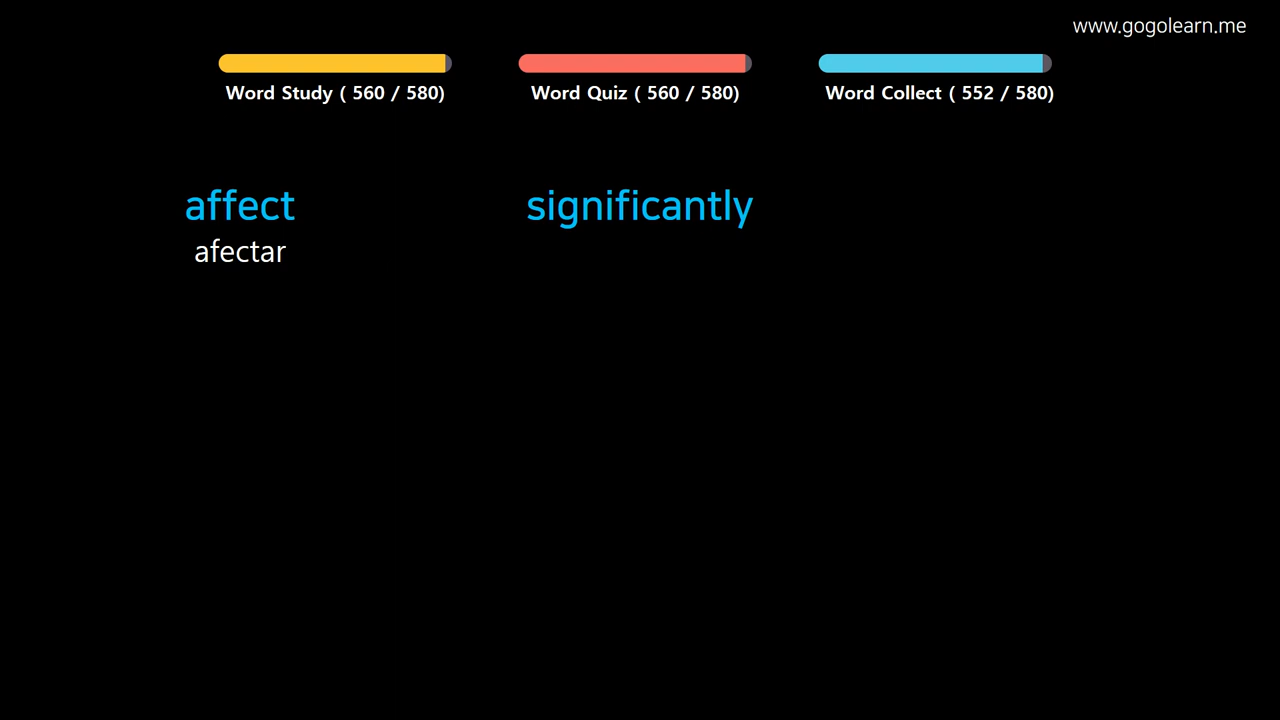 www.gogolearn.me
Word Study ( 560 / 580)
Word Quiz ( 560 / 580)
Word Collect ( 552 / 580)
affect
afectar
significantly